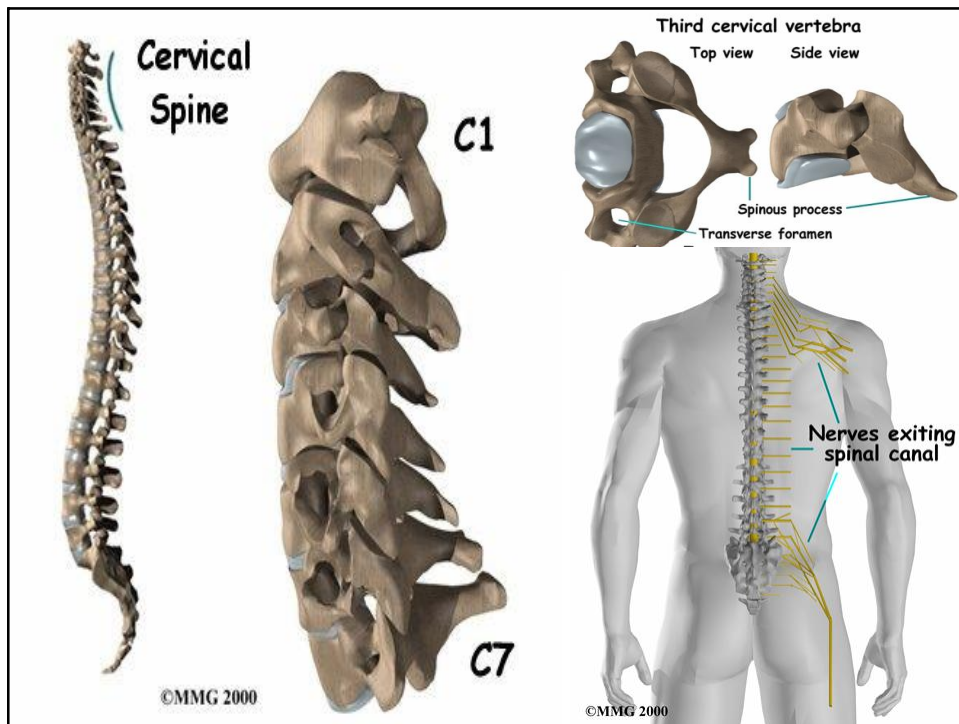 Cervical
Spine
C1
C7
©MMG 2000
Third cervical vertebra
Top view
Side view
Spinous process
Transverse foramen
Nerves exiting
spinal canal
©MMG 2000